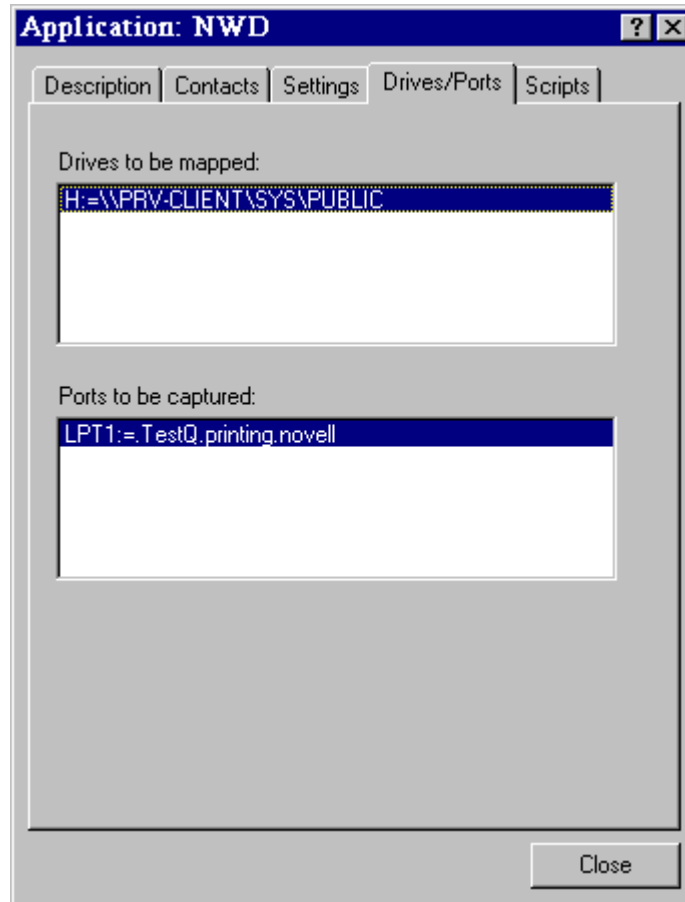 Application: NWD
Description Contacts Settings Drives/Ports Scripts
Drives to be mapped:
H:=\\PRV-CLIENT\SYS\PUBLIC
Ports to be captured:
LPT1:=.TestQ.printing.novell
Close